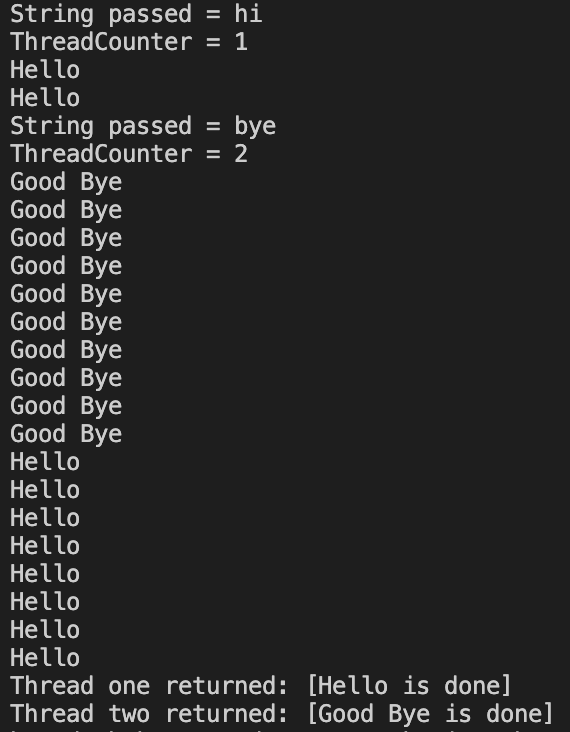 String passed = hi
ThreadCounter = 1
Hello
Hello
String passed = bye
ThreadCounter = 2
Good Bye
Good Bye
Good Bye
Good Bye
Good Bye
Good Bye
Good Bye
Good Bye
Good Bye
Good Bye
Hello
Hello
Hello
Hello
Hello
Hello
Hello
Hello
Thread one returned: [Hello is done]
Thread two returned: [Good Bye is done]